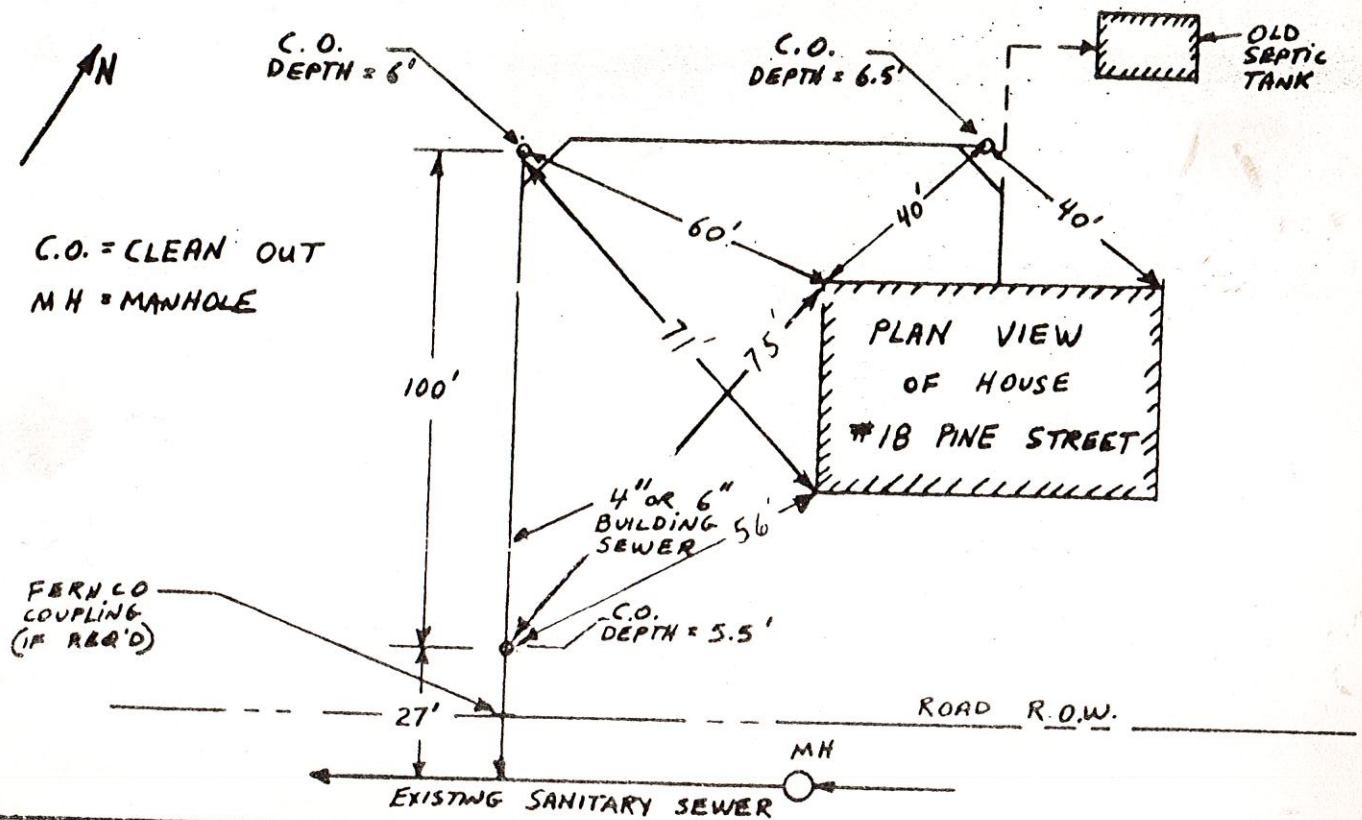 N
C.O.
DEPTH = 6'
C.O.
DEPTH = 6.5'
OLD
SEPTIC
TANK
C.O. = CLEAN OUT
MH = MANHOLE
60'
40'
40'
100'
71'
75'
PLAN VIEW
OF HOUSE
#18 PINE STREET
4" OR 6"
BUILDING
SEWER
56'
FERNCO
COUPLING
(IF REQ'D)
C.O.
DEPTH = 5.5'
27'
ROAD R.O.W.
MH
EXISTING SANITARY SEWER